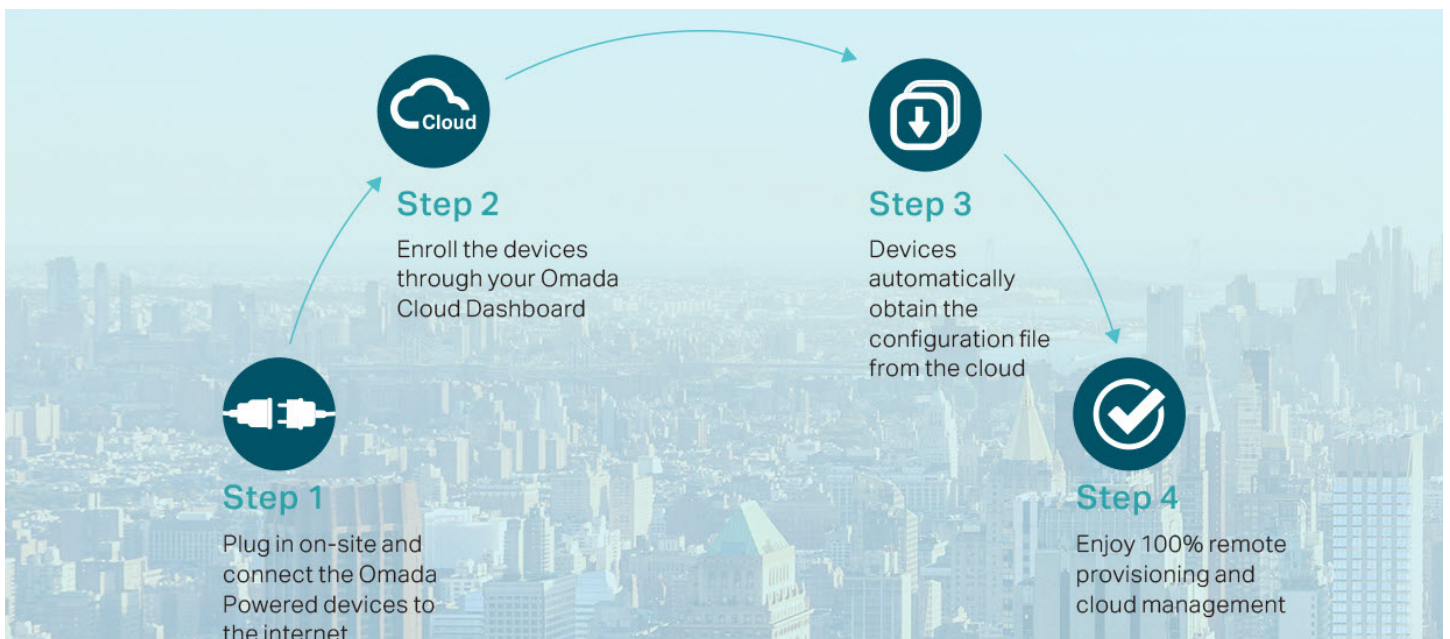 Cloud
Step 2
Enroll the devices
through your Omada
Cloud Dashboard
Step 3
Devices
automatically
obtain the
configuration file
from the cloud
Step 1
Plug in on-site and
connect the Omada
Powered devices to
the internet
Step 4
Enjoy 100% remote
provisioning and
cloud management